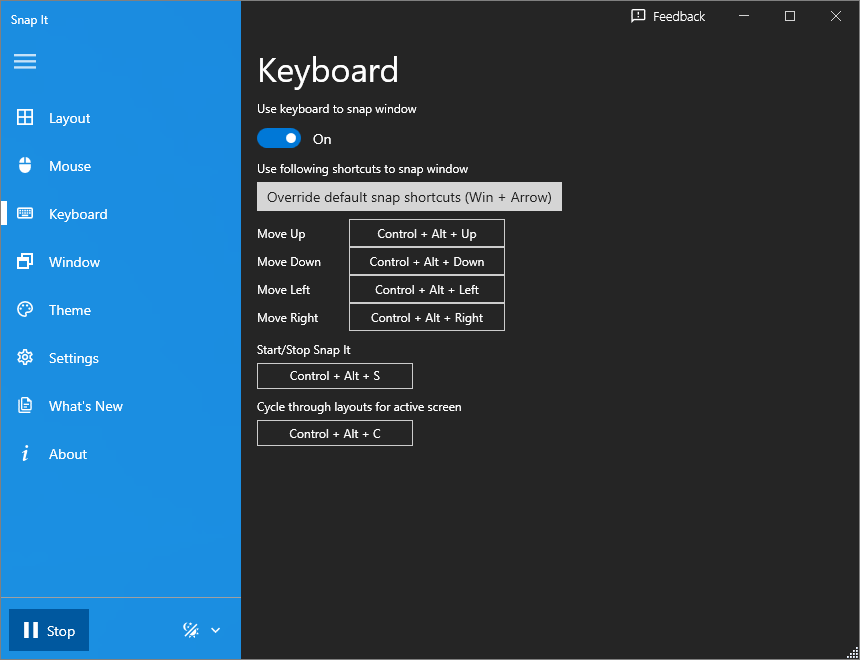 Snap It
Feedback
Layout
Mouse
Keyboard
Window
Theme
Settings
What's New
About
Stop
Keyboard
Use keyboard to snap window
On
Use following shortcuts to snap window
Override default snap shortcuts (Win + Arrow)
Move Up Control + Alt + Up
Move Down Control + Alt + Down
Move Left Control + Alt + Left
Move Right Control + Alt + Right
Start/Stop Snap It
Control + Alt + S
Cycle through layouts for active screen
Control + Alt + C